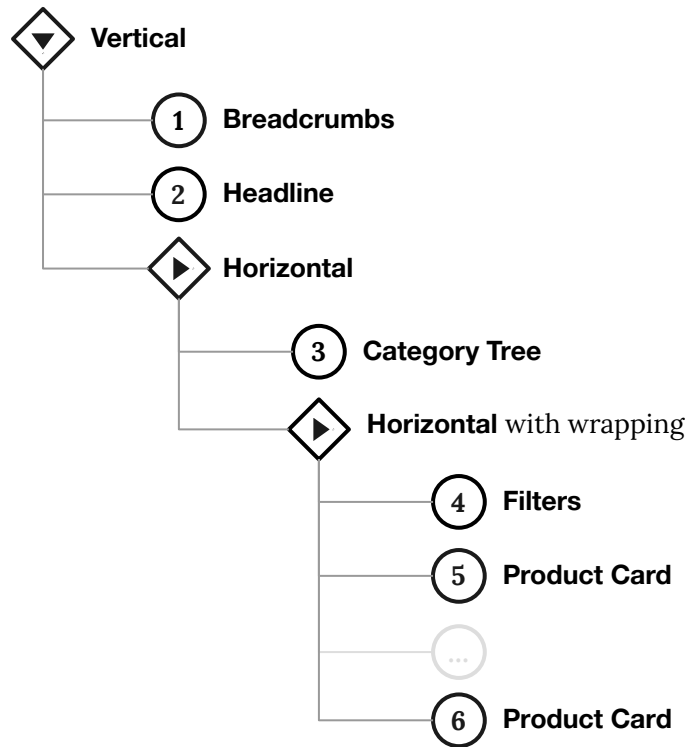 Vertical
1 Breadcrumbs
2 Headline
Horizontal
3 Category Tree
Horizontal with wrapping
4 Filters
5 Product Card
...
6 Product Card